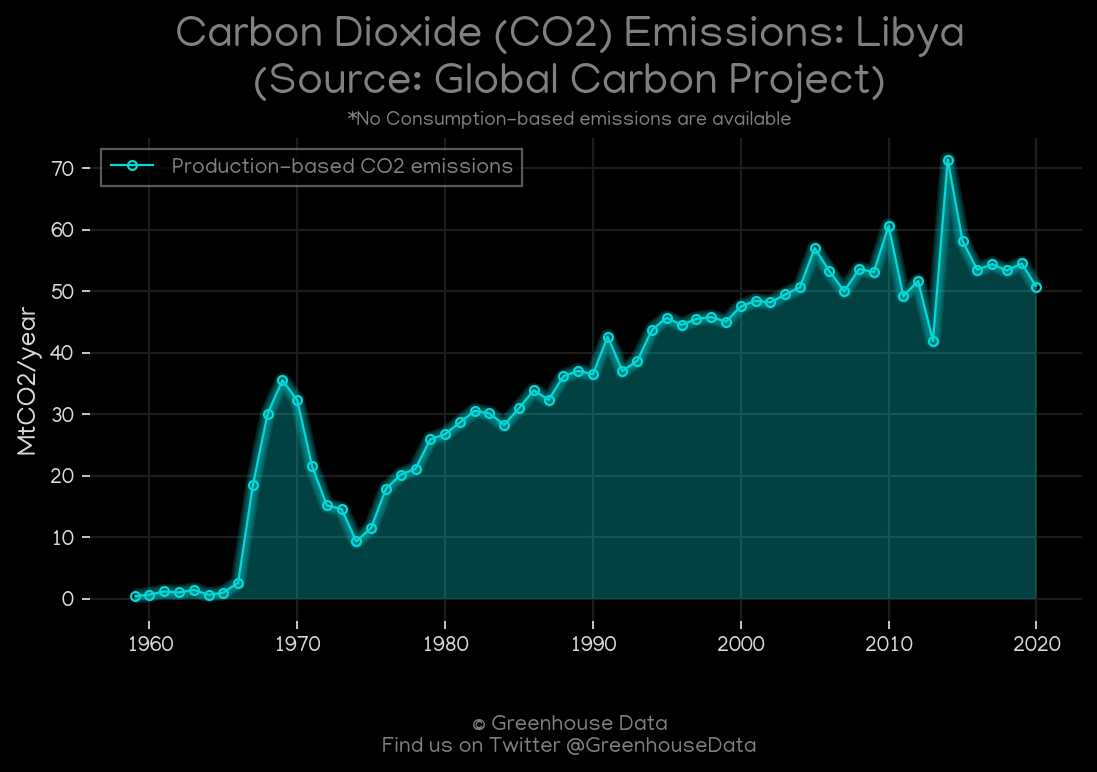 Carbon Dioxide (CO2) Emissions: Libya
(Source: Global Carbon Project)
*No Consumption-based emissions are available
Production-based CO2 emissions
MtCO2/year
70
60
50
40
30
20
10
0
1960 1970 1980 1990 2000 2010 2020
© Greenhouse Data
Find us on Twitter @GreenhouseData